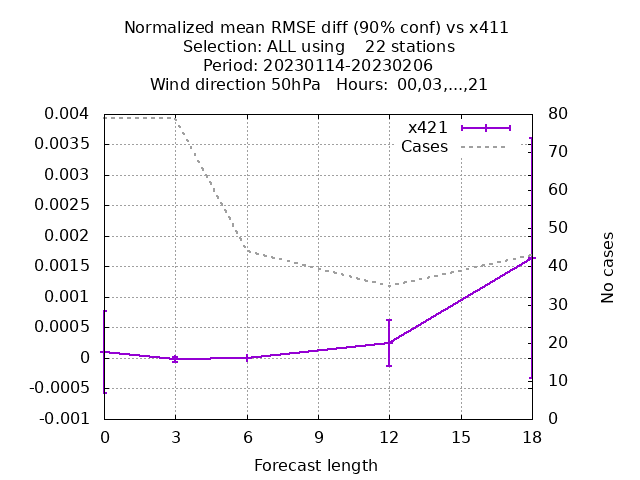 Normalized mean RMSE diff (90% conf) vs x411
Selection: ALL using    22 stations
Period: 20230114-20230206
Wind direction 50hPa   Hours: 00,03,...,21
x421
Cases
0.004
0.0035
0.003
0.0025
0.002
0.0015
0.001
0.0005
0
-0.0005
-0.001
80
70
60
50
40
30
20
10
0
No cases
0 3 6 9 12 15 18
Forecast length